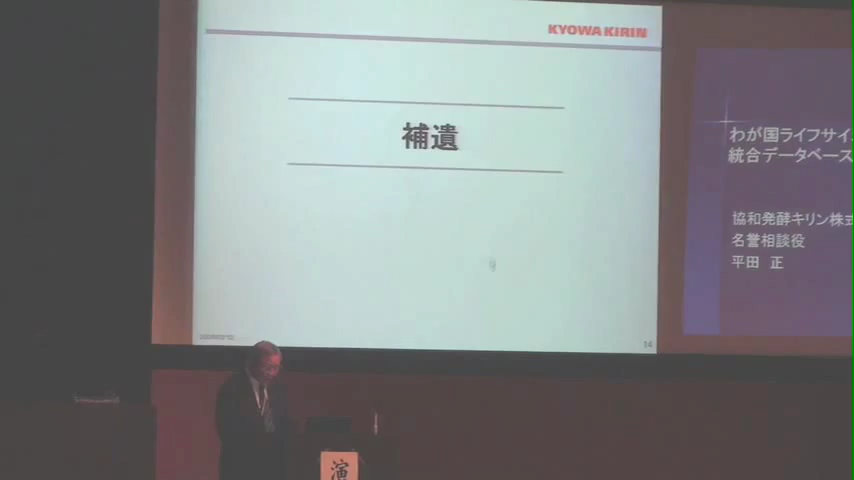 KYOWA KIRIN
補遺
14
わが国ライフサイ
統合データベース
協和発酵キリン株式
名誉相談役
平田 正
演